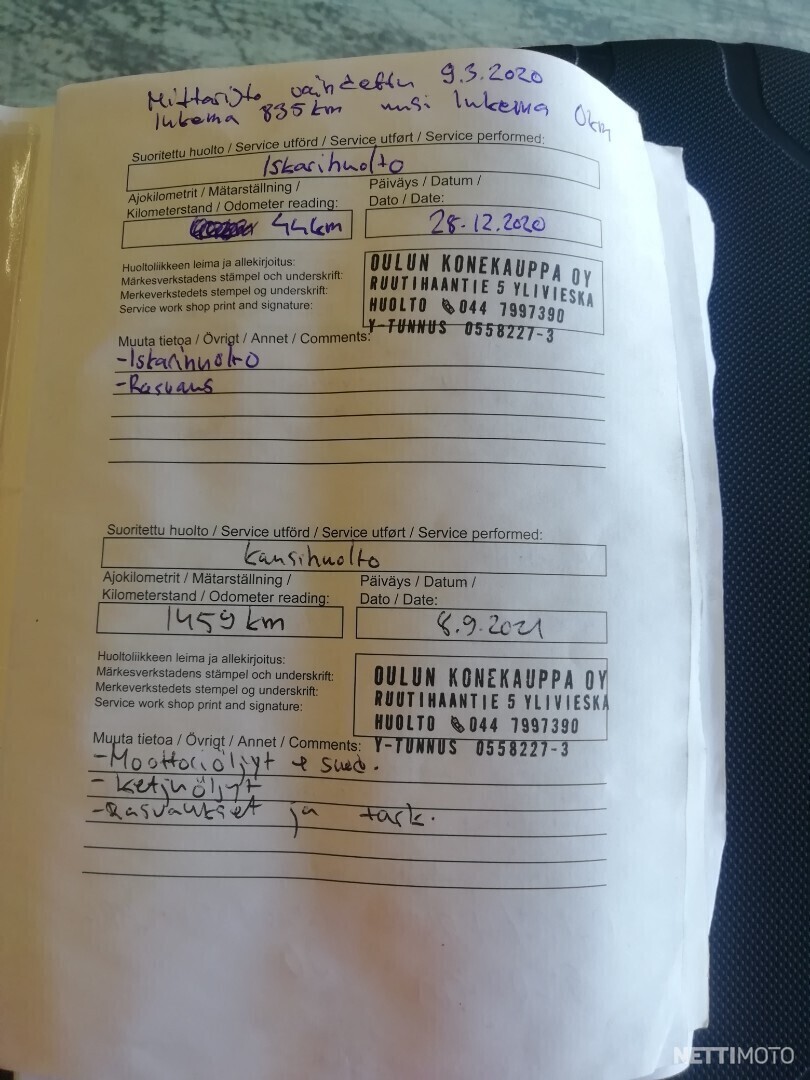 Mittaristo vaihdettu 9.3.2020
lukema 835km uusi lukema 0km
Suoritettu huolto / Service utförd / Service utført / Service performed:
Iskarihuolto
Ajokilometrit / Mätarställning /
Kilometerstand / Odometer reading:
44km
Päiväys / Datum /
Dato / Date:
28.12.2020
Huoltoliikkeen leima ja allekirjoitus:
Märkesverkstadens stämpel och underskrift:
Merkeverkstedets stempel og underskrift:
Service work shop print and signature:
OULUN KONEKAUPPA OY
RUUTIHAANTIE 5 YLIVIESKA
HUOLTO 044 7997390
Y-TUNNUS 0558227-3
Muuta tietoa / Övrigt / Annet / Comments:
-Iskarihuolto
-Rasvaus
Suoritettu huolto / Service utförd / Service utført / Service performed:
Kausihuolto
Ajokilometrit / Mätarställning /
Kilometerstand / Odometer reading:
1459 km
Päiväys / Datum /
Dato / Date:
8.9.2021
Huoltoliikkeen leima ja allekirjoitus:
Märkesverkstadens stämpel och underskrift:
Merkeverkstedets stempel og underskrift:
Service work shop print and signature:
OULUN KONEKAUPPA OY
RUUTIHAANTIE 5 YLIVIESKA
HUOLTO 044 7997390
Y-TUNNUS 0558227-3
Muuta tietoa / Övrigt / Annet / Comments:
-Moottoriöljyt + suod.
-Ketjuöljyt
-Rasvaukset ja tark.
NETTIMOTO